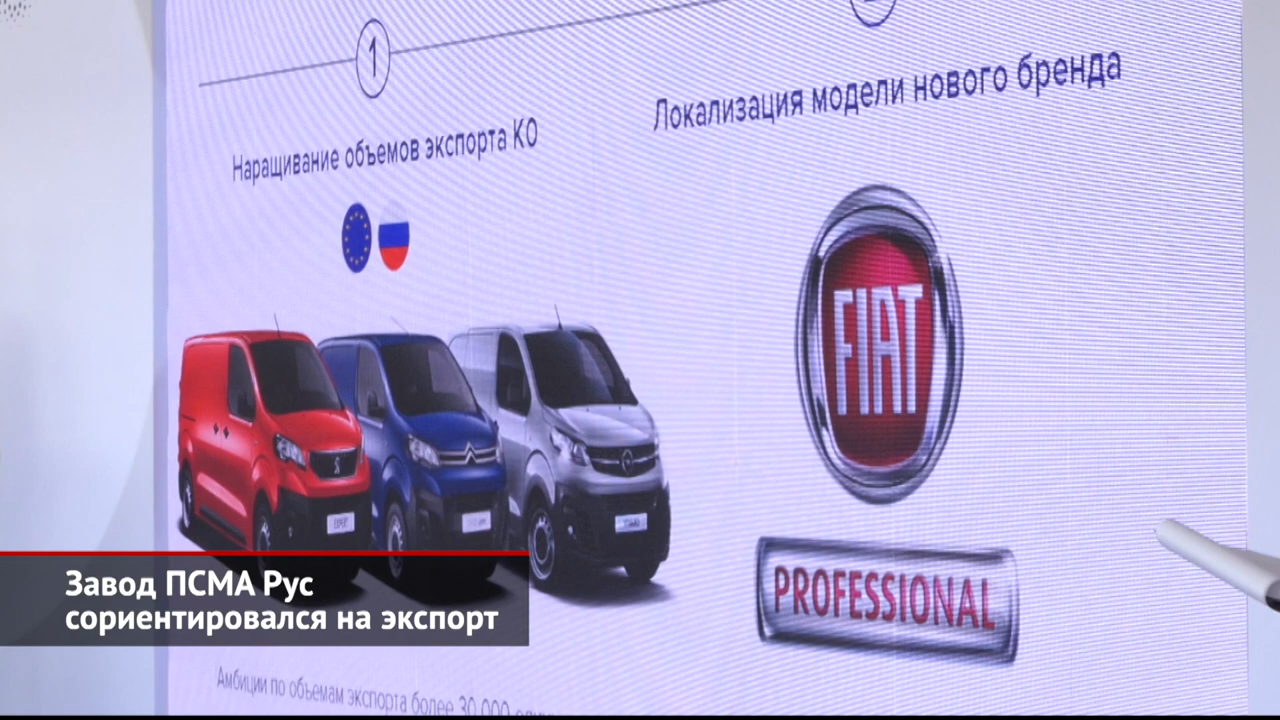 1
Наращивание объемов экспорта КО
Локализация модели нового бренда
FIAT
PROFESSIONAL
EXPERT
Завод ПСМА Рус
сориентировался на экспорт
Амбиции по объемам экспорта более 30 000